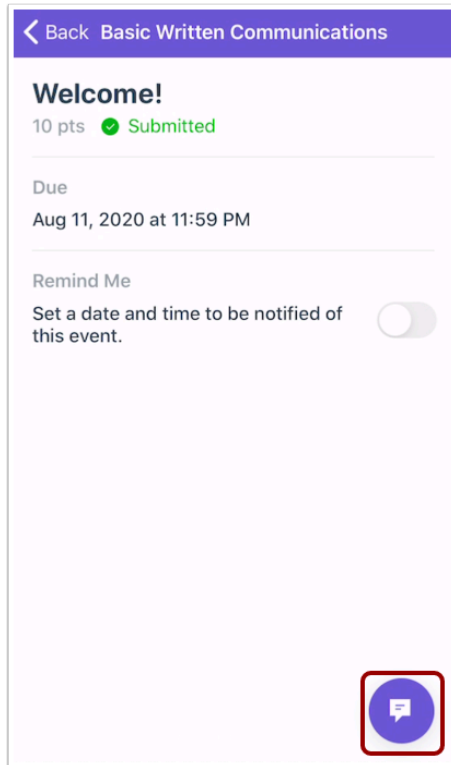 Back Basic Written Communications
Welcome!
10 pts Submitted
Due
Aug 11, 2020 at 11:59 PM
Remind Me
Set a date and time to be notified of
this event.